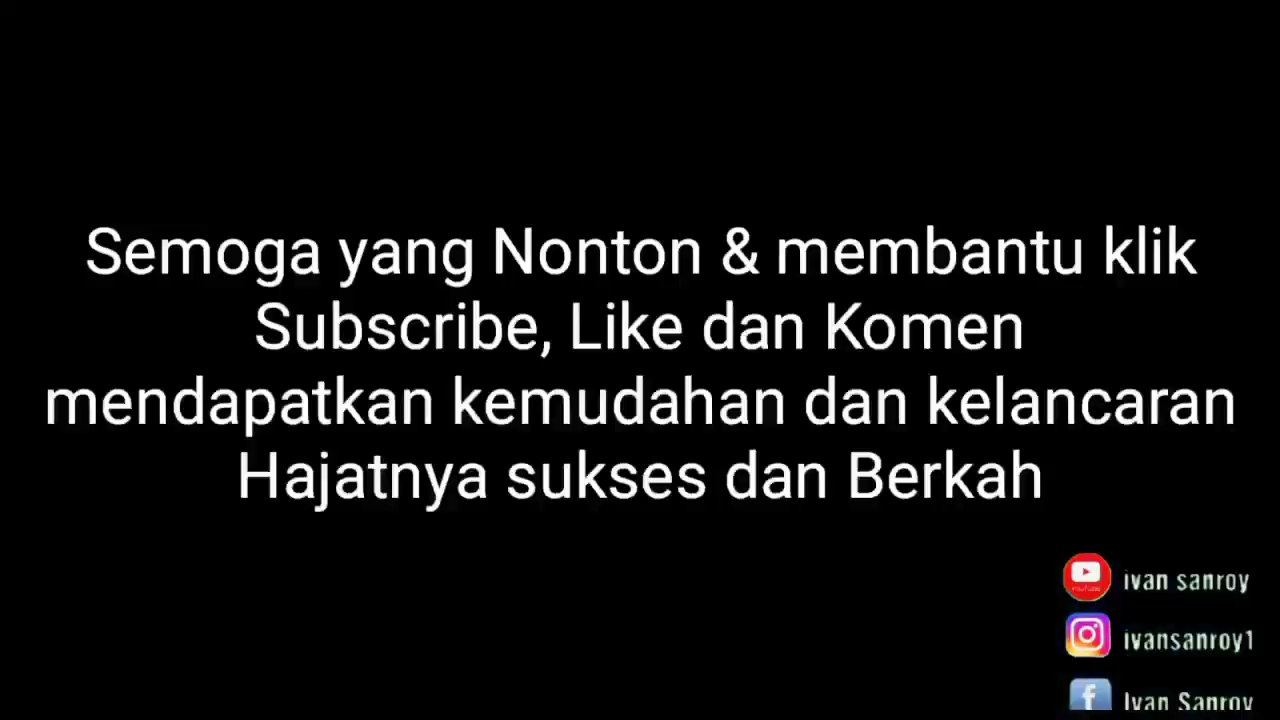 Semoga yang Nonton & membantu klik
Subscribe, Like dan Komen
mendapatkan kemudahan dan kelancaran
Hajatnya sukses dan Berkah
YouTube
ivan sanroy
ivansanroy1
Ivan Sanroy